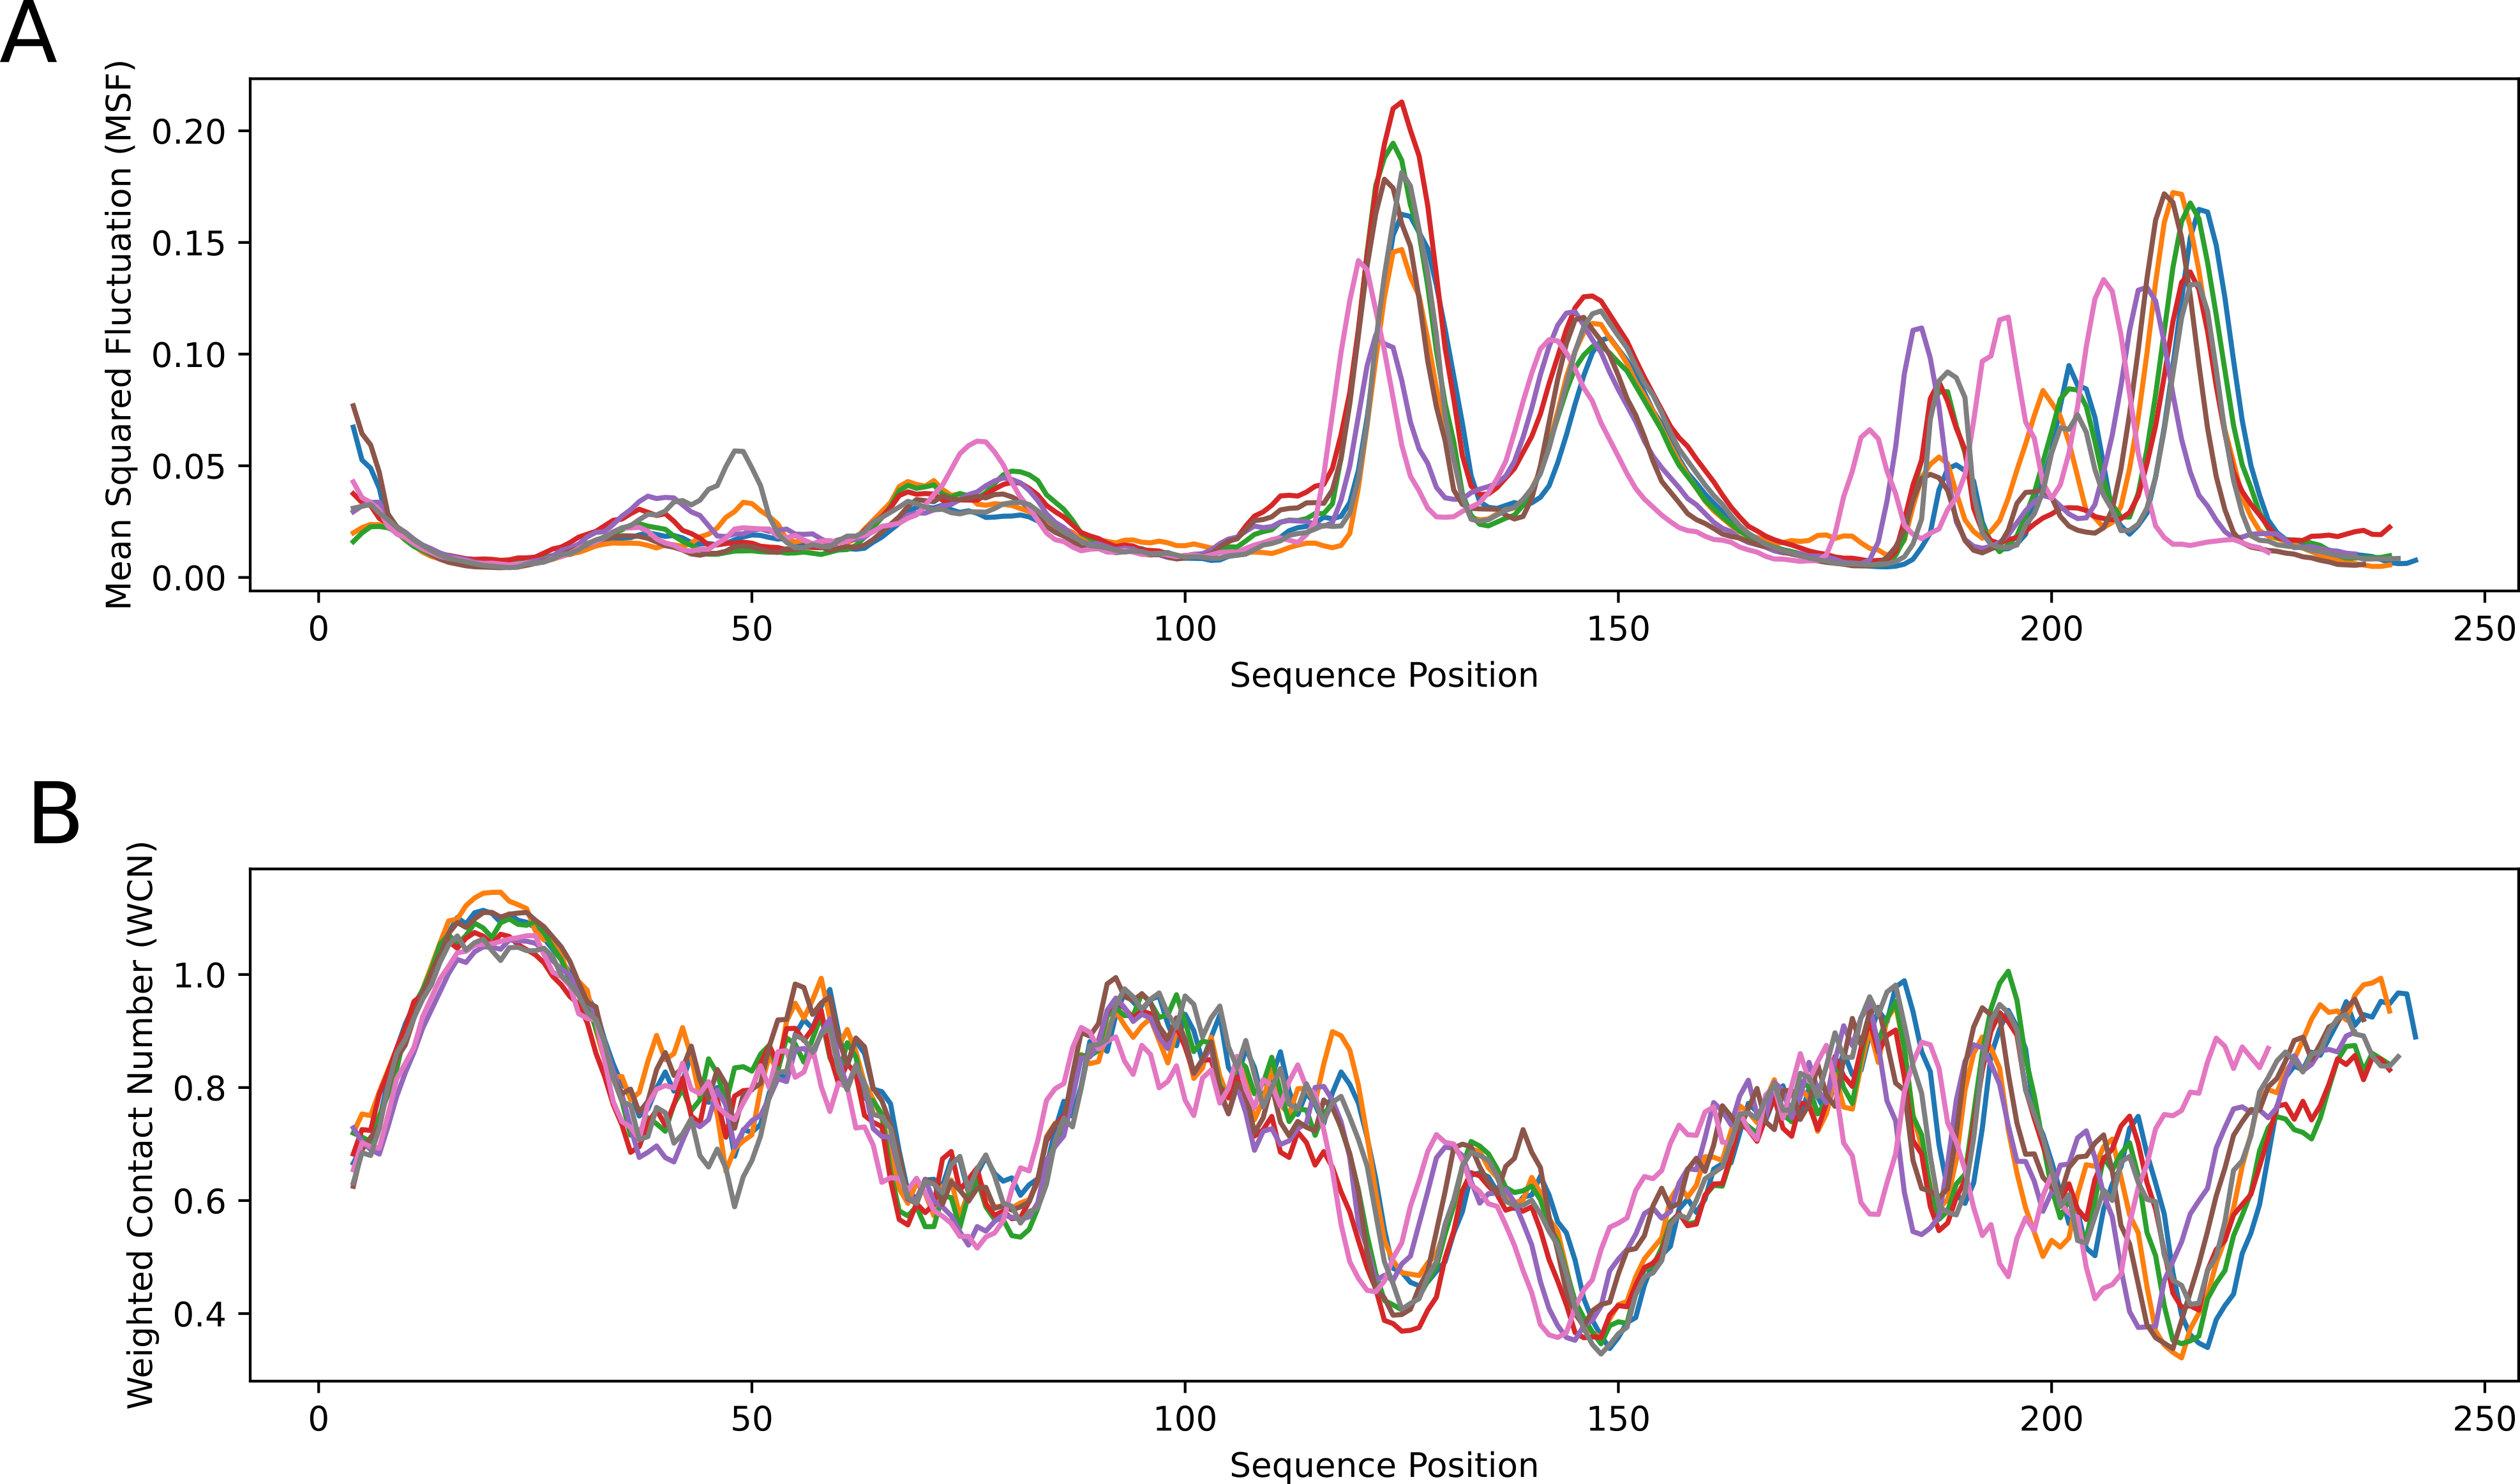 A
Mean Squared Fluctuation (MSF)
0.20
0.15
0.10
0.05
0.00
0 50 100 150 200 250
Sequence Position
B
Weighted Contact Number (WCN)
1.0
0.8
0.6
0.4
0 50 100 150 200 250
Sequence Position